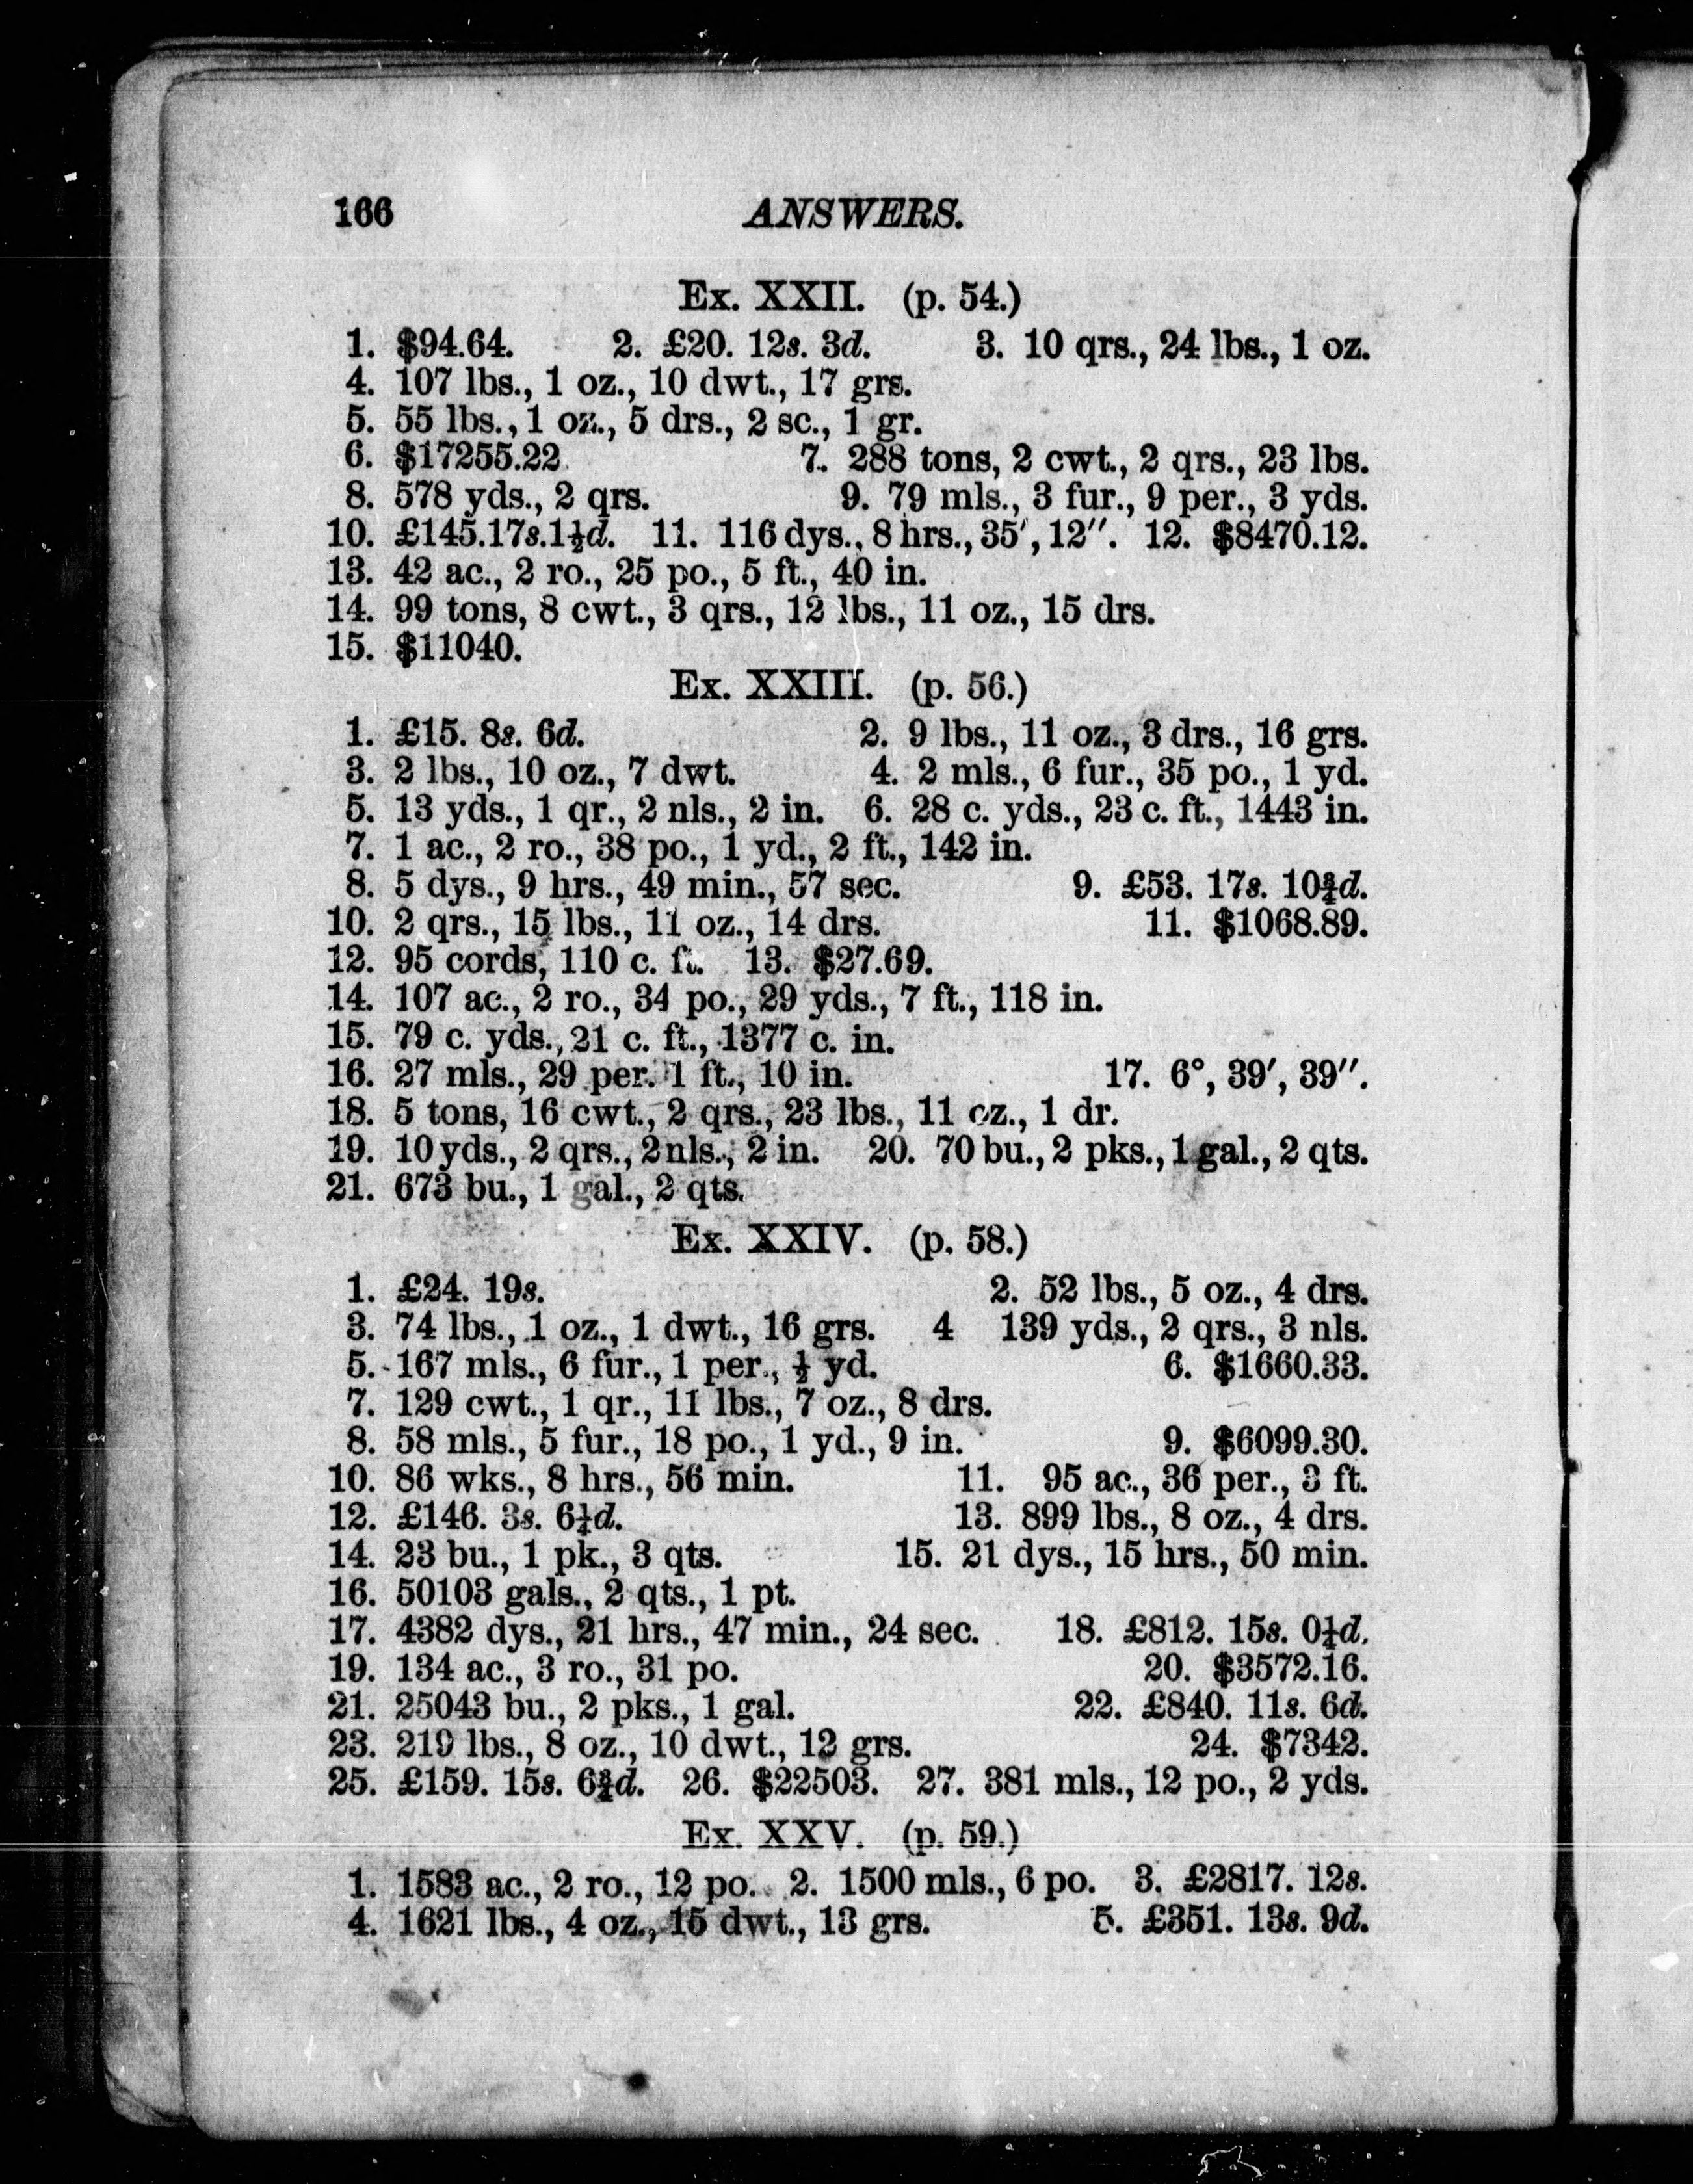 166 ANSWERS.
Ex. XXII. (p. 54.)
1. $94.64. 2. £20. 12s. 3d. 3. 10 qrs., 24 lbs., 1 oz.
4. 107 lbs., 1 oz., 10 dwt., 17 grs.
5. 55 lbs., 1 oz., 5 drs., 2 sc., 1 gr.
6. $17255.22. 7. 288 tons, 2 cwt., 2 qrs., 23 lbs.
8. 578 yds., 2 qrs. 9. 79 mls., 3 fur., 9 per., 3 yds.
10. £145.17s.1½d. 11. 116 dys., 8 hrs., 35′, 12″. 12. $8470.12.
13. 42 ac., 2 ro., 25 po., 5 ft., 40 in.
14. 99 tons, 8 cwt., 3 qrs., 12 lbs., 11 oz., 15 drs.
15. $11040.
Ex. XXIII. (p. 56.)
1. £15. 8s. 6d. 2. 9 lbs., 11 oz., 3 drs., 16 grs.
3. 2 lbs., 10 oz., 7 dwt. 4. 2 mls., 6 fur., 35 po., 1 yd.
5. 13 yds., 1 qr., 2 nls., 2 in. 6. 28 c. yds., 23 c. ft., 1443 in.
7. 1 ac., 2 ro., 38 po., 1 yd., 2 ft., 142 in.
8. 5 dys., 9 hrs., 49 min., 57 sec. 9. £53. 17s. 10¾d.
10. 2 qrs., 15 lbs., 11 oz., 14 drs. 11. $1068.89.
12. 95 cords, 110 c. ft. 13. $27.69.
14. 107 ac., 2 ro., 34 po., 29 yds., 7 ft., 118 in.
15. 79 c. yds., 21 c. ft., 1377 c. in.
16. 27 mls., 29 per. 1 ft., 10 in. 17. 6°, 39′, 39″.
18. 5 tons, 16 cwt., 2 qrs., 23 lbs., 11 oz., 1 dr.
19. 10 yds., 2 qrs., 2 nls., 2 in. 20. 70 bu., 2 pks., 1 gal., 2 qts.
21. 673 bu., 1 gal., 2 qts.
Ex. XXIV. (p. 58.)
1. £24. 19s. 2. 52 lbs., 5 oz., 4 drs.
3. 74 lbs., 1 oz., 1 dwt., 16 grs. 4 139 yds., 2 qrs., 3 nls.
5. 167 mls., 6 fur., 1 per., ½ yd. 6. $1660.33.
7. 129 cwt., 1 qr., 11 lbs., 7 oz., 8 drs.
8. 58 mls., 5 fur., 18 po., 1 yd., 9 in. 9. $6099.30.
10. 86 wks., 8 hrs., 56 min. 11. 95 ac., 36 per., 3 ft.
12. £146. 3s. 6¼d. 13. 899 lbs., 8 oz., 4 drs.
14. 23 bu., 1 pk., 3 qts. 15. 21 dys., 15 hrs., 50 min.
16. 50103 gals., 2 qts., 1 pt.
17. 4382 dys., 21 hrs., 47 min., 24 sec. 18. £812. 15s. 0¼d.
19. 134 ac., 3 ro., 31 po. 20. $3572.16.
21. 25043 bu., 2 pks., 1 gal. 22. £840. 11s. 6d.
23. 219 lbs., 8 oz., 10 dwt., 12 grs. 24. $7342.
25. £159. 15s. 6¾d. 26. $22503. 27. 381 mls., 12 po., 2 yds.
Ex. XXV. (p. 59.)
1. 1583 ac., 2 ro., 12 po. 2. 1500 mls., 6 po. 3. £2817. 12s.
4. 1621 lbs., 4 oz., 15 dwt., 13 grs. 5. £351. 13s. 9d.